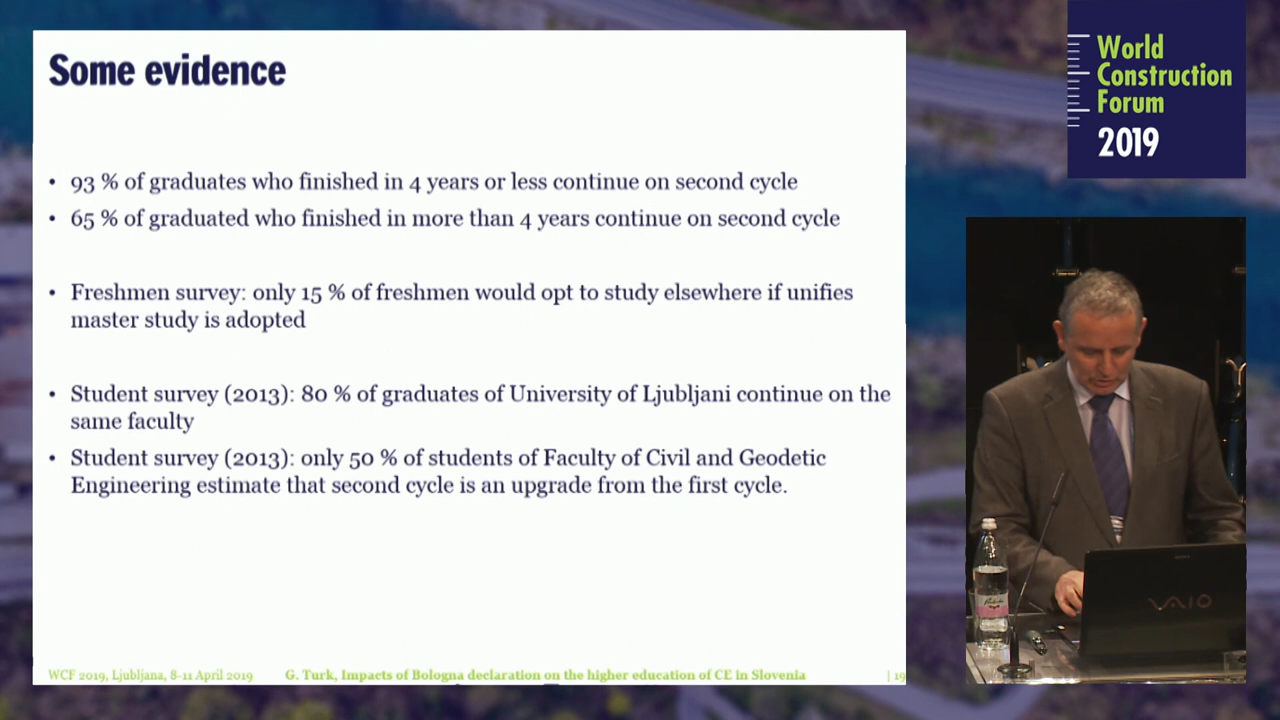 Some evidence
• 93 % of graduates who finished in 4 years or less continue on second cycle
• 65 % of graduated who finished in more than 4 years continue on second cycle
• Freshmen survey: only 15 % of freshmen would opt to study elsewhere if unifies
master study is adopted
• Student survey (2013): 80 % of graduates of University of Ljubljani continue on the
same faculty
• Student survey (2013): only 50 % of students of Faculty of Civil and Geodetic
Engineering estimate that second cycle is an upgrade from the first cycle.
WCF 2019, Ljubljana, 8-11 April 2019 G. Turk, Impacts of Bologna declaration on the higher education of CE in Slovenia | 19
World
Construction
Forum
2019
VAIO